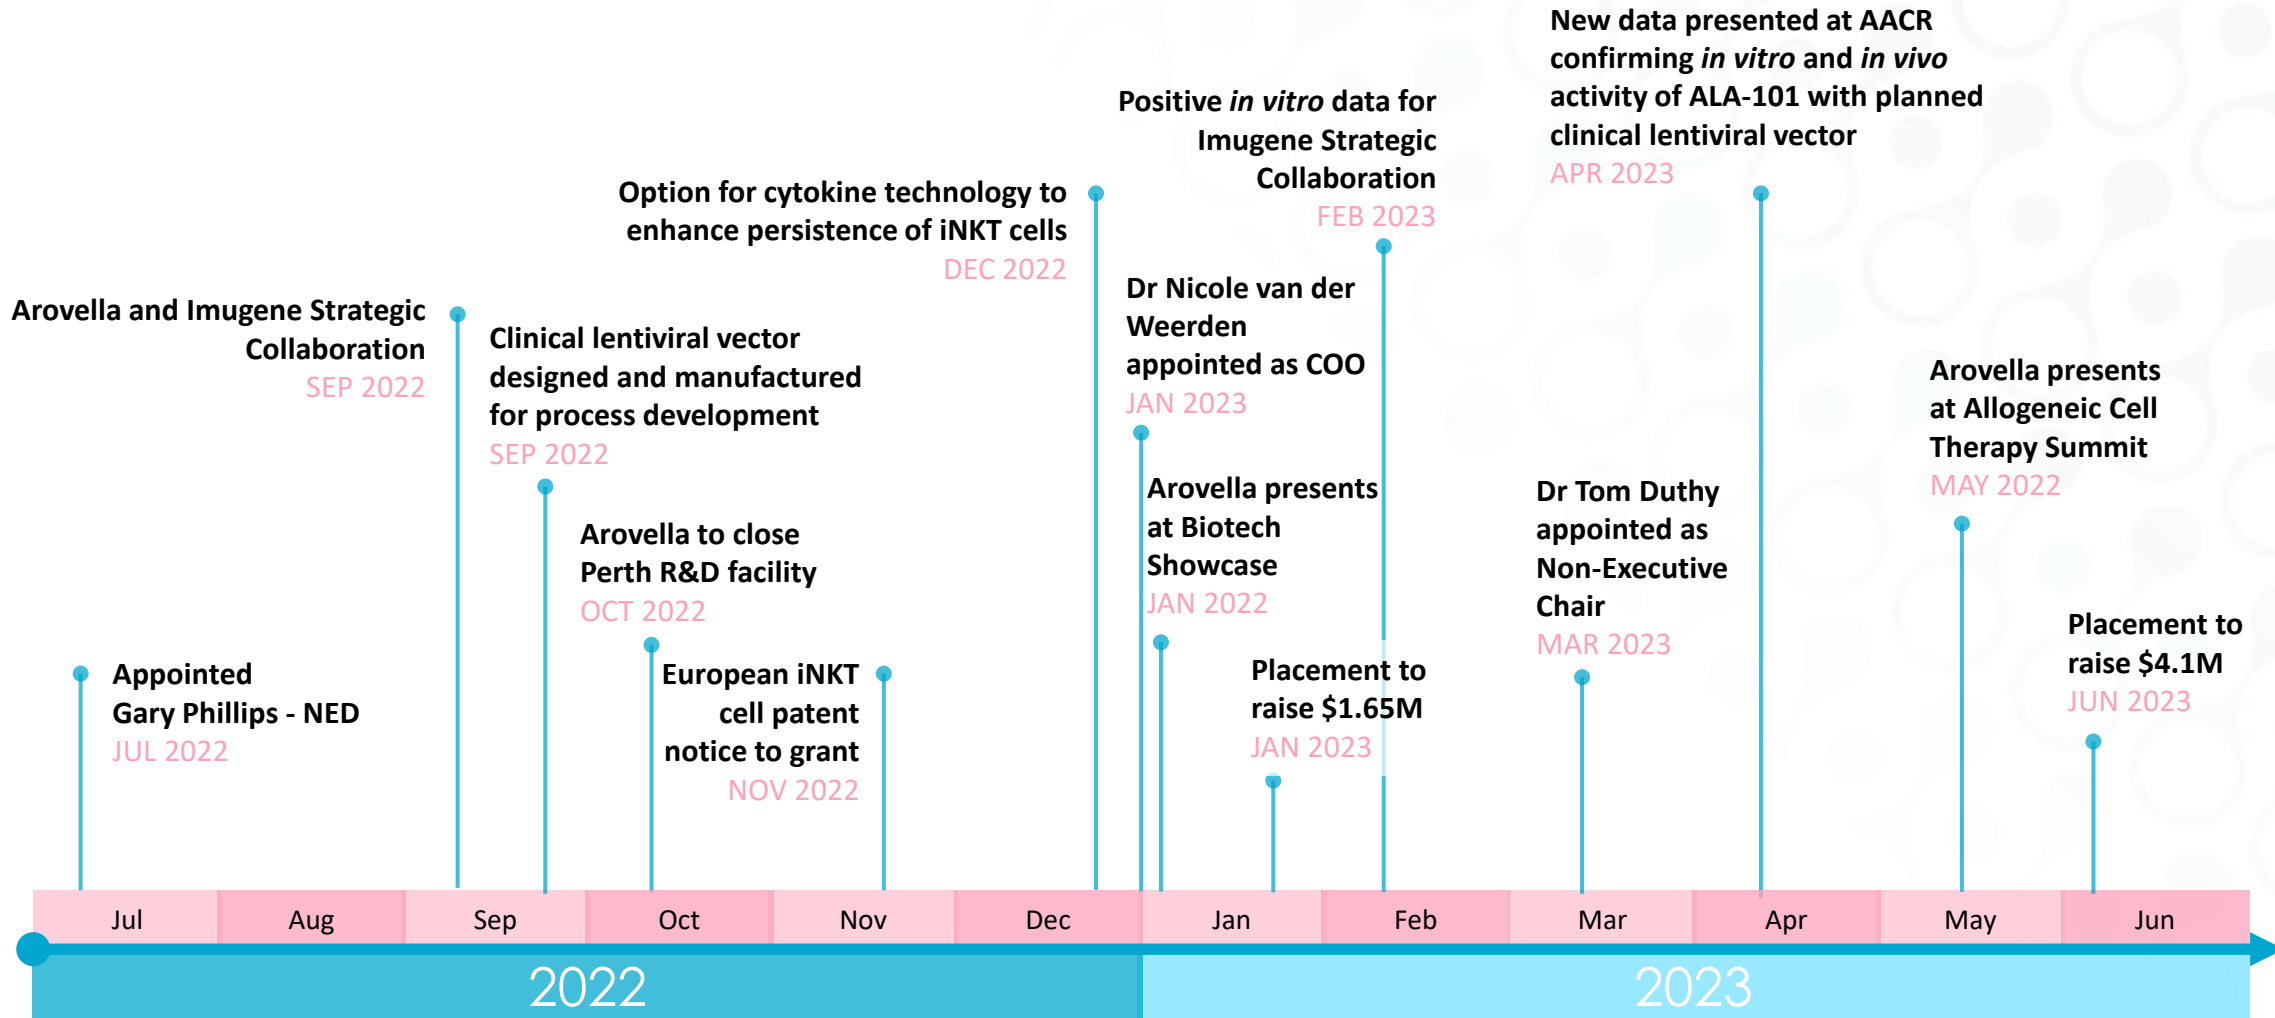 Appointed
Gary Phillips - NED
JUL 2022
Arovella and Imugene Strategic
Collaboration
SEP 2022
Clinical lentiviral vector
designed and manufactured
for process development
SEP 2022
Arovella to close
Perth R&D facility
OCT 2022
European iNKT
cell patent
notice to grant
NOV 2022
Option for cytokine technology to
enhance persistence of iNKT cells
DEC 2022
Dr Nicole van der
Weerden
appointed as COO
JAN 2023
Arovella presents
at Biotech
Showcase
JAN 2022
Placement to
raise $1.65M
JAN 2023
Positive in vitro data for
Imugene Strategic
Collaboration
FEB 2023
Dr Tom Duthy
appointed as
Non-Executive
Chair
MAR 2023
New data presented at AACR
confirming in vitro and in vivo
activity of ALA-101 with planned
clinical lentiviral vector
APR 2023
Arovella presents
at Allogeneic Cell
Therapy Summit
MAY 2022
Placement to
raise $4.1M
JUN 2023
Jul Aug Sep Oct Nov Dec Jan Feb Mar Apr May Jun
2022 2023